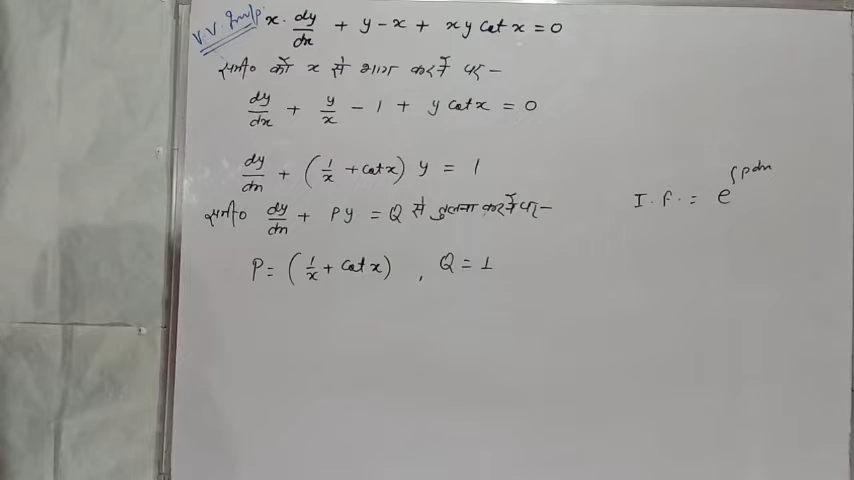 V.V. Imp. x. dy/dx + y - x + xy cot x = 0
समी० को x से भाग करने पर -
dy/dx + y/x - 1 + y cot x = 0
dy/dx + (1/x + cot x) y = 1
समी० dy/dx + Py = Q से तुलना करने पर -
I.F. = e^∫pdx
P = (1/x + cot x) , Q = 1